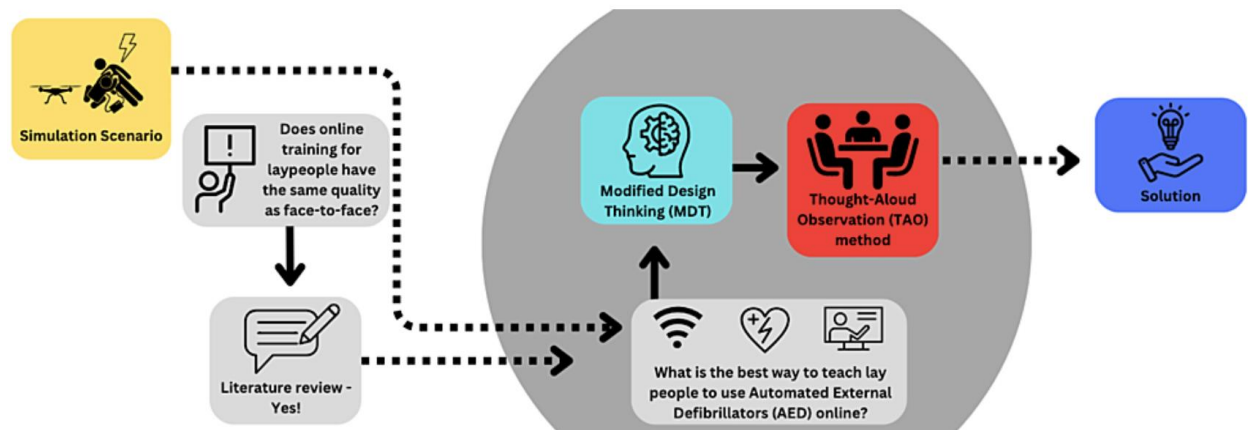 Simulation Scenario
Does online
training for
laypeople have
the same quality
as face-to-face?
Literature review -
Yes!
Modified Design
Thinking (MDT)
Thought-Aloud
Observation (TAO)
method
What is the best way to teach lay
people to use Automated External
Defibrillators (AED) online?
Solution